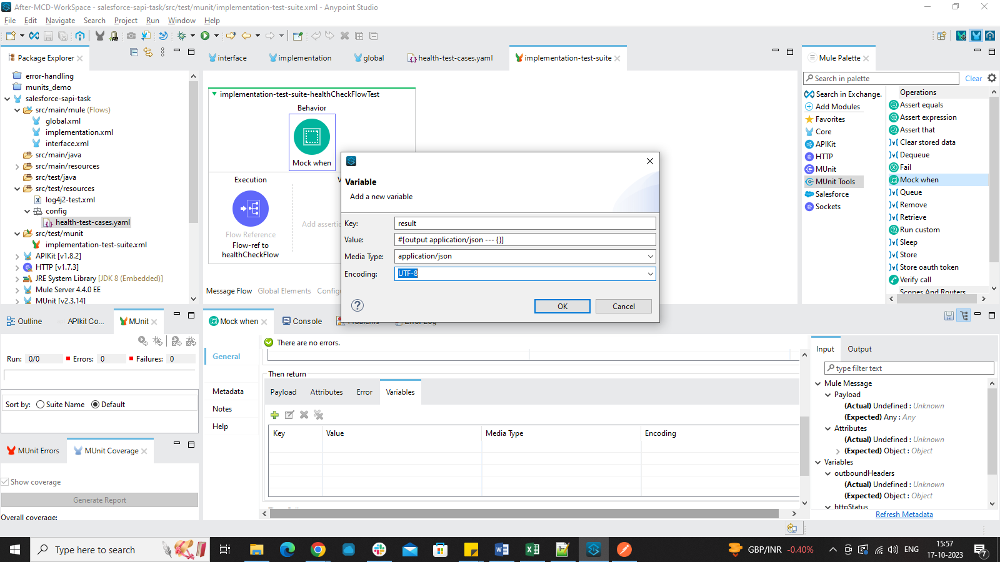 After-MCD-WorkSpace - salesforce-sapi-task/src/test/munit/implementation-test-suite.xml - Anypoint Studio
File Edit Navigate Search Project Run Window Help
Package Explorer
interface
implementation
global
health-test-cases.yaml
implementation-test-suite
Mule Palette
error-handling
munits_demo
salesforce-sapi-task
src/main/mule (Flows)
global.xml
implementation.xml
interface.xml
src/main/java
src/main/resources
src/test/java
src/test/resources
log4j2-test.xml
config
health-test-cases.yaml
src/test/munit
implementation-test-suite.xml
APIKit [v1.8.2]
HTTP [v1.7.3]
JRE System Library [JDK 8 (Embedded)]
Mule Server 4.4.0 EE
MUnit [v2.3.14]
implementation-test-suite-healthCheckFlowTest
Behavior
Mock when
Execution
V
Flow Reference
Flow-ref to
healthCheckFlow
Add assertic
Message Flow Global Elements Configu
Variable
Add a new variable
Key: result
Value: #[output application/json --- {}]
Media Type: application/json
Encoding: UTF-8
OK Cancel
Search in palette Clear
Search in Exchange.
Add Modules
Favorites
Core
APIKit
HTTP
MUnit
MUnit Tools
Salesforce
Sockets
Operations
Assert equals
Assert expression
Assert that
Clear stored data
Dequeue
Fail
Mock when
Queue
Remove
Retrieve
Run custom
Sleep
Store
Store oauth token
Verify call
Scopes And Routers
Outline
APIkit Co...
MUnit
Run: 0/0 Errors: 0 Failures: 0
Sort by: Suite Name Default
MUnit Errors
MUnit Coverage
Show coverage
Generate Report
Overall coverage:
Mock when
Console
Problems
Error Log
There are no errors.
General
Metadata
Notes
Help
Then return
Payload Attributes Error Variables
Key Value Media Type Encoding
Input Output
type filter text
Mule Message
Payload
(Actual) Undefined : Unknown
(Expected) Any : Any
Attributes
(Actual) Undefined : Unknown
(Expected) Object : Object
Variables
outboundHeaders
(Actual) Undefined : Unknown
(Expected) Object : Object
httpStatus
Refresh Metadata
Type here to search
GBP/INR -0.40%
ENG
15:57
17-10-2023
7